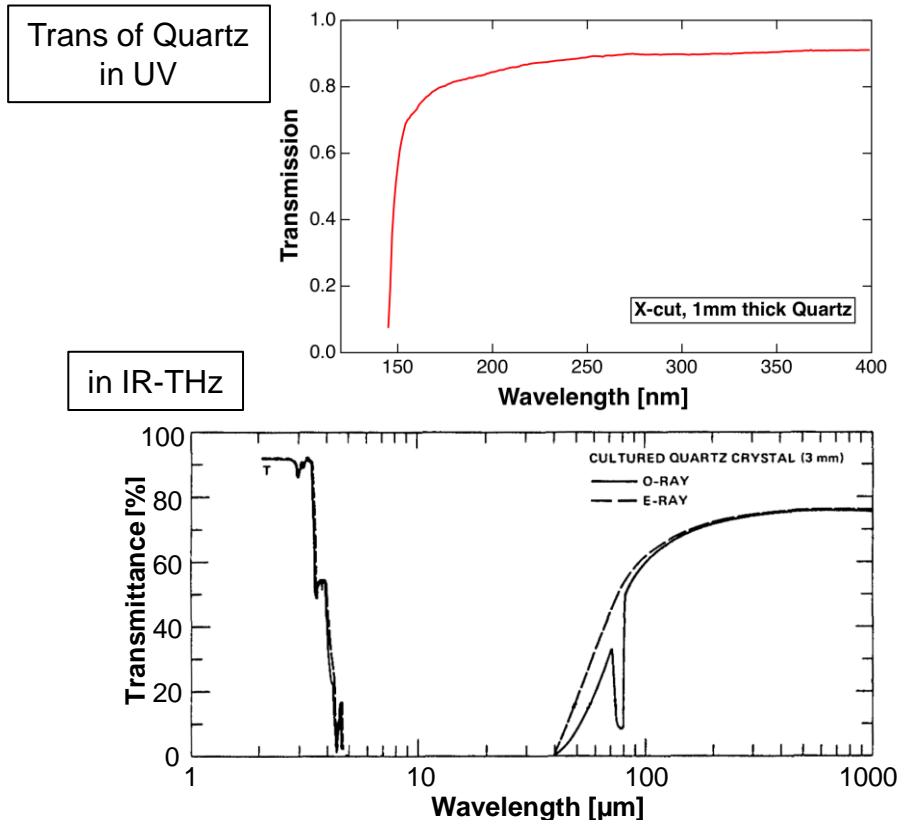 Trans of Quartz
in UV
1.0
0.8
0.6
0.4
0.2
0.0
Transmission
X-cut, 1mm thick Quartz
150 200 250 300 350 400
Wavelength [nm]
in IR-THz
100
80
60
40
20
0
Transmittance [%]
T
CULTURED QUARTZ CRYSTAL (3 mm)
O-RAY
E-RAY
1 10 100 1000
Wavelength [µm]